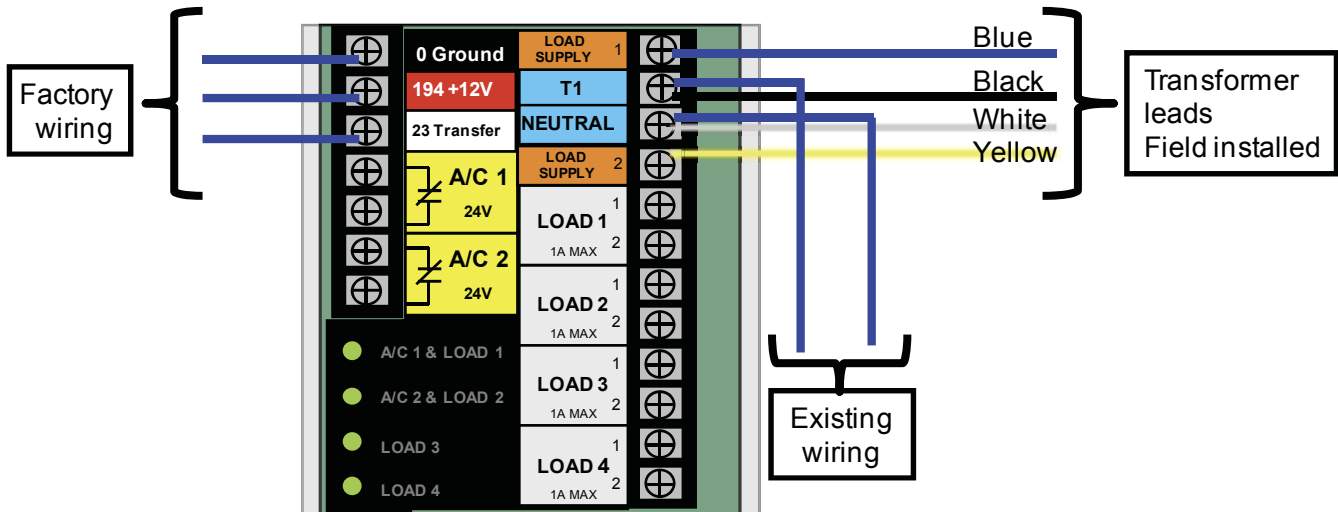 Factory
wiring
0 Ground
194 +12V
23 Transfer
A/C 1
24V
A/C 2
24V
A/C 1 & LOAD 1
A/C 2 & LOAD 2
LOAD 3
LOAD 4
LOAD
SUPPLY 1
T1
NEUTRAL
LOAD
SUPPLY 2
LOAD 1
1A MAX
1
2
LOAD 2
1A MAX
1
2
LOAD 3
1A MAX
1
2
LOAD 4
1A MAX
1
2
Blue
Black
White
Yellow
Transformer
leads
Field installed
Existing
wiring